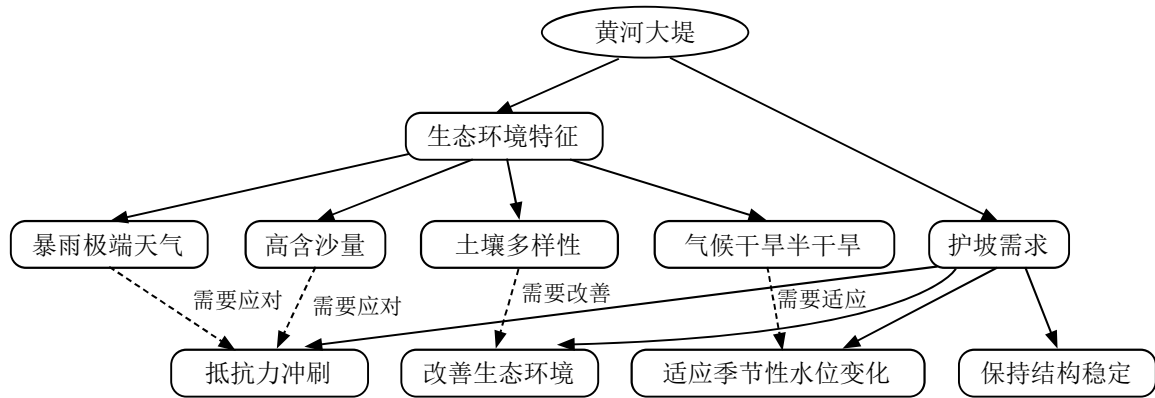 黄河大堤
生态环境特征
暴雨极端天气
高含沙量
土壤多样性
气候干旱半干旱
护坡需求
需要应对
需要应对
需要改善
需要适应
抵抗力冲刷
改善生态环境
适应季节性水位变化
保持结构稳定